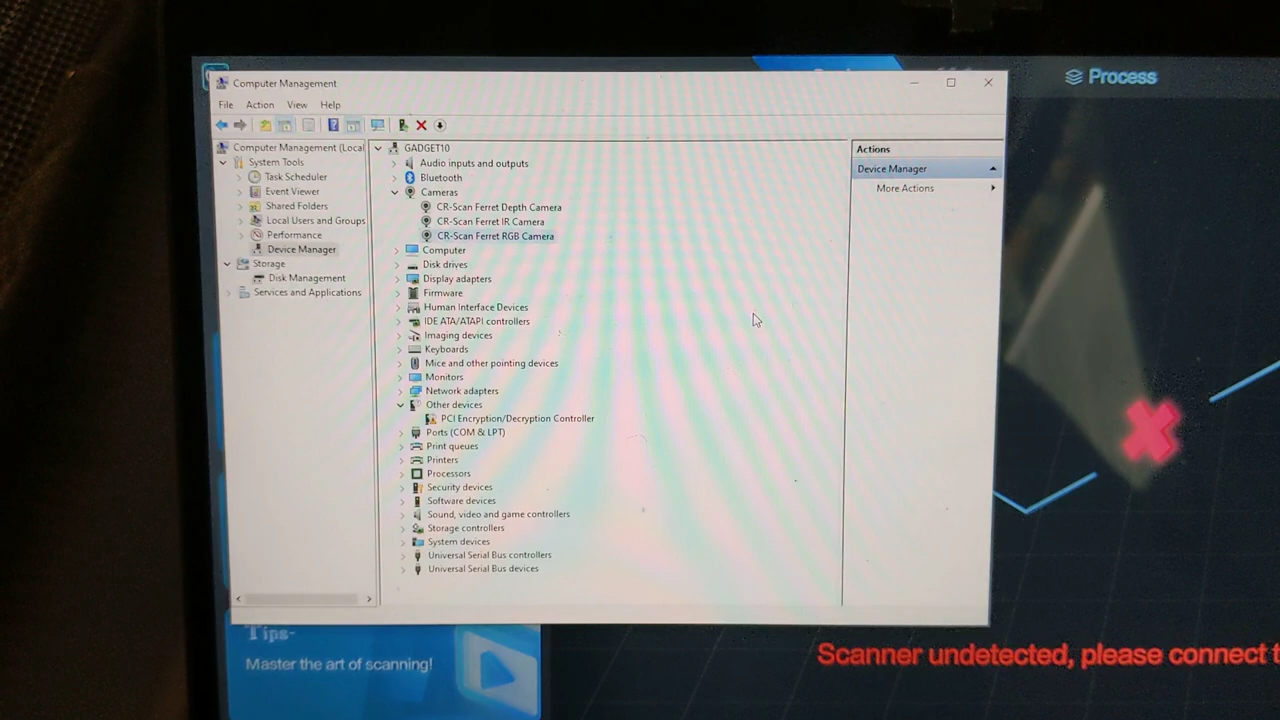 Process
Computer Management
File Action View Help
Computer Management (Local
System Tools
Task Scheduler
Event Viewer
Shared Folders
Local Users and Groups
Performance
Device Manager
Storage
Disk Management
Services and Applications
GADGET10
Audio inputs and outputs
Bluetooth
Cameras
CR-Scan Ferret Depth Camera
CR-Scan Ferret IR Camera
CR-Scan Ferret RGB Camera
Computer
Disk drives
Display adapters
Firmware
Human Interface Devices
IDE ATA/ATAPI controllers
Imaging devices
Keyboards
Mice and other pointing devices
Monitors
Network adapters
Other devices
PCI Encryption/Decryption Controller
Ports (COM & LPT)
Print queues
Printers
Processors
Security devices
Software devices
Sound, video and game controllers
Storage controllers
System devices
Universal Serial Bus controllers
Universal Serial Bus devices
Actions
Device Manager
More Actions
Tips-
Master the art of scanning!
Scanner undetected, please connect t